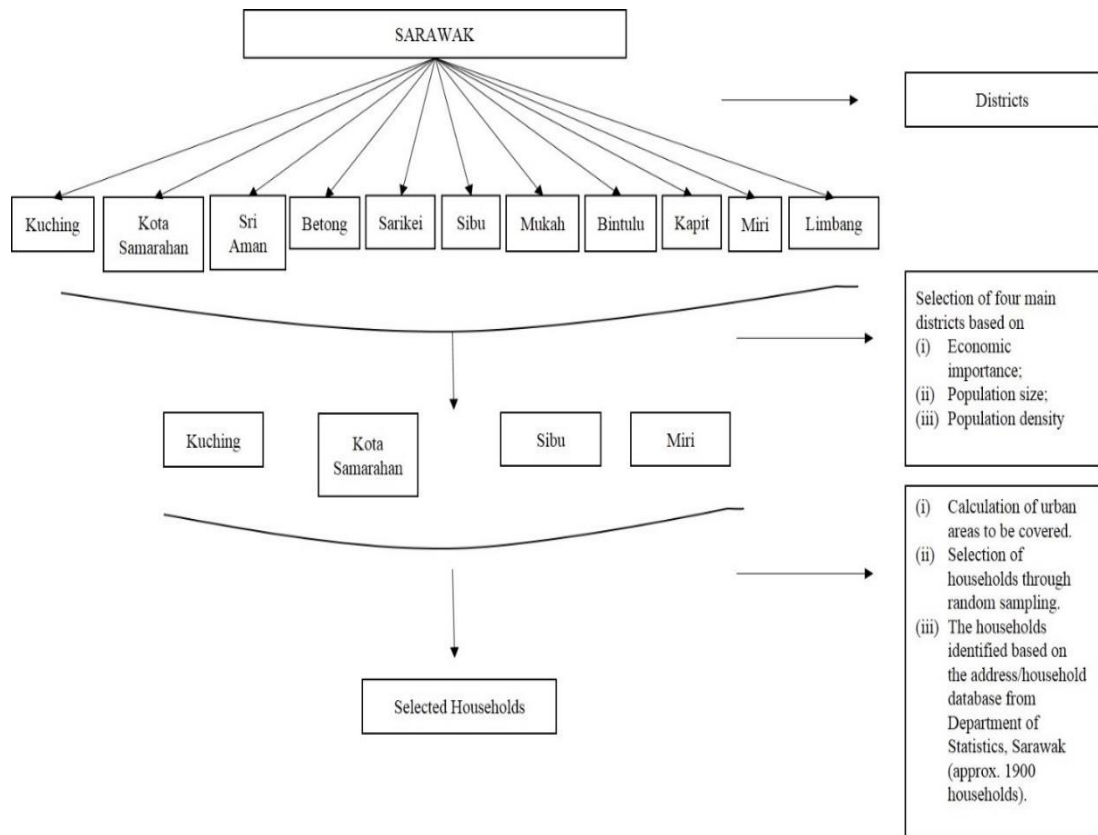 SARAWAK
Districts
Kuching
Kota
Samarahan
Sri
Aman
Betong
Sarikei
Sibu
Mukah
Bintulu
Kapit
Miri
Limbang
Selection of four main
districts based on
(i) Economic
importance;
(ii) Population size;
(iii) Population density
Kuching
Kota
Samarahan
Sibu
Miri
(i) Calculation of urban
areas to be covered.
(ii) Selection of
households through
random sampling.
(iii) The households
identified based on
the address/household
database from
Department of
Statistics, Sarawak
(approx. 1900
households).
Selected Households